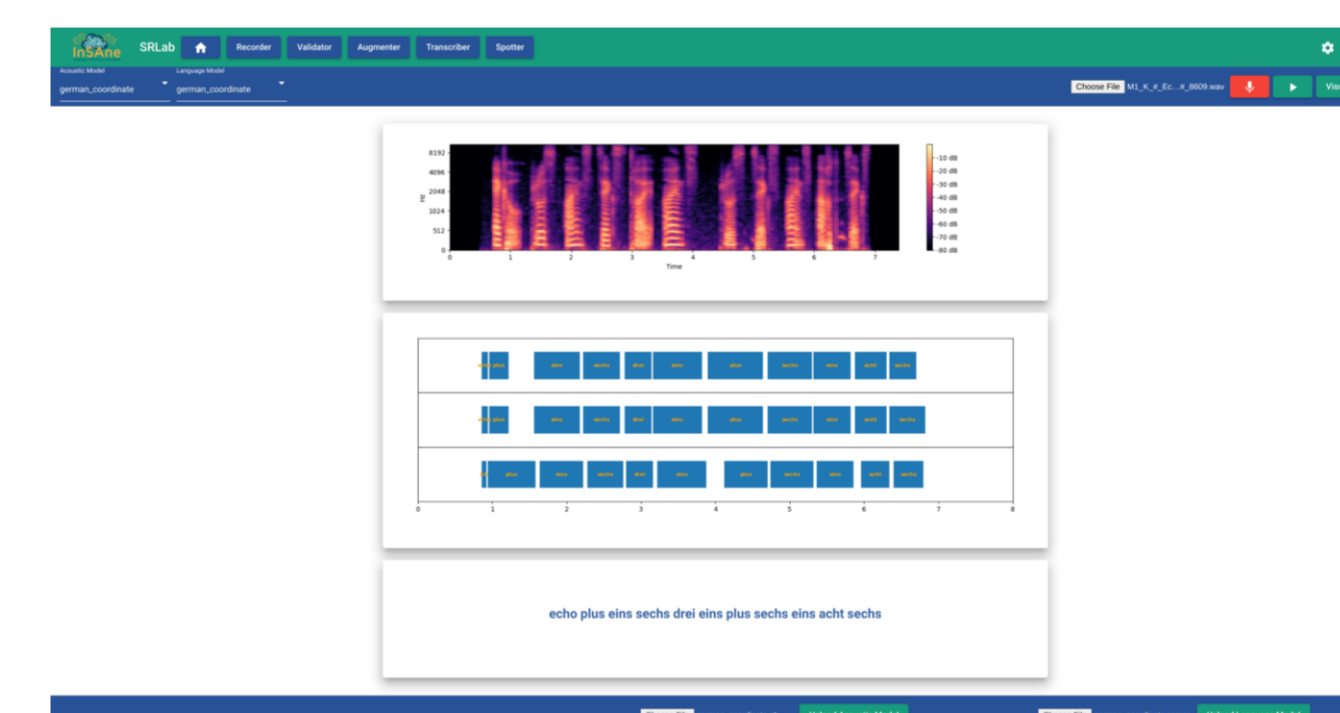 InSAne SRLab Recorder Validator Augmenter Transcriber Spotter
Acoustic Model Language Model
german_coordinate german_coordinate Choose File M1_K_#_Ec...#_8609.wav
8192
4096
2048
1024
512
0
Hz
0 1 2 3 4 5 6 7
Time
-10 dB
-20 dB
-30 dB
-40 dB
-50 dB
-60 dB
-70 dB
-80 dB
plus eins sechs drei eins plus sechs eins acht sechs
plus eins sechs drei eins plus sechs eins acht sechs
plus eins sechs drei eins plus sechs eins acht sechs
0 1 2 3 4 5 6 7 8
echo plus eins sechs drei eins plus sechs eins acht sechs